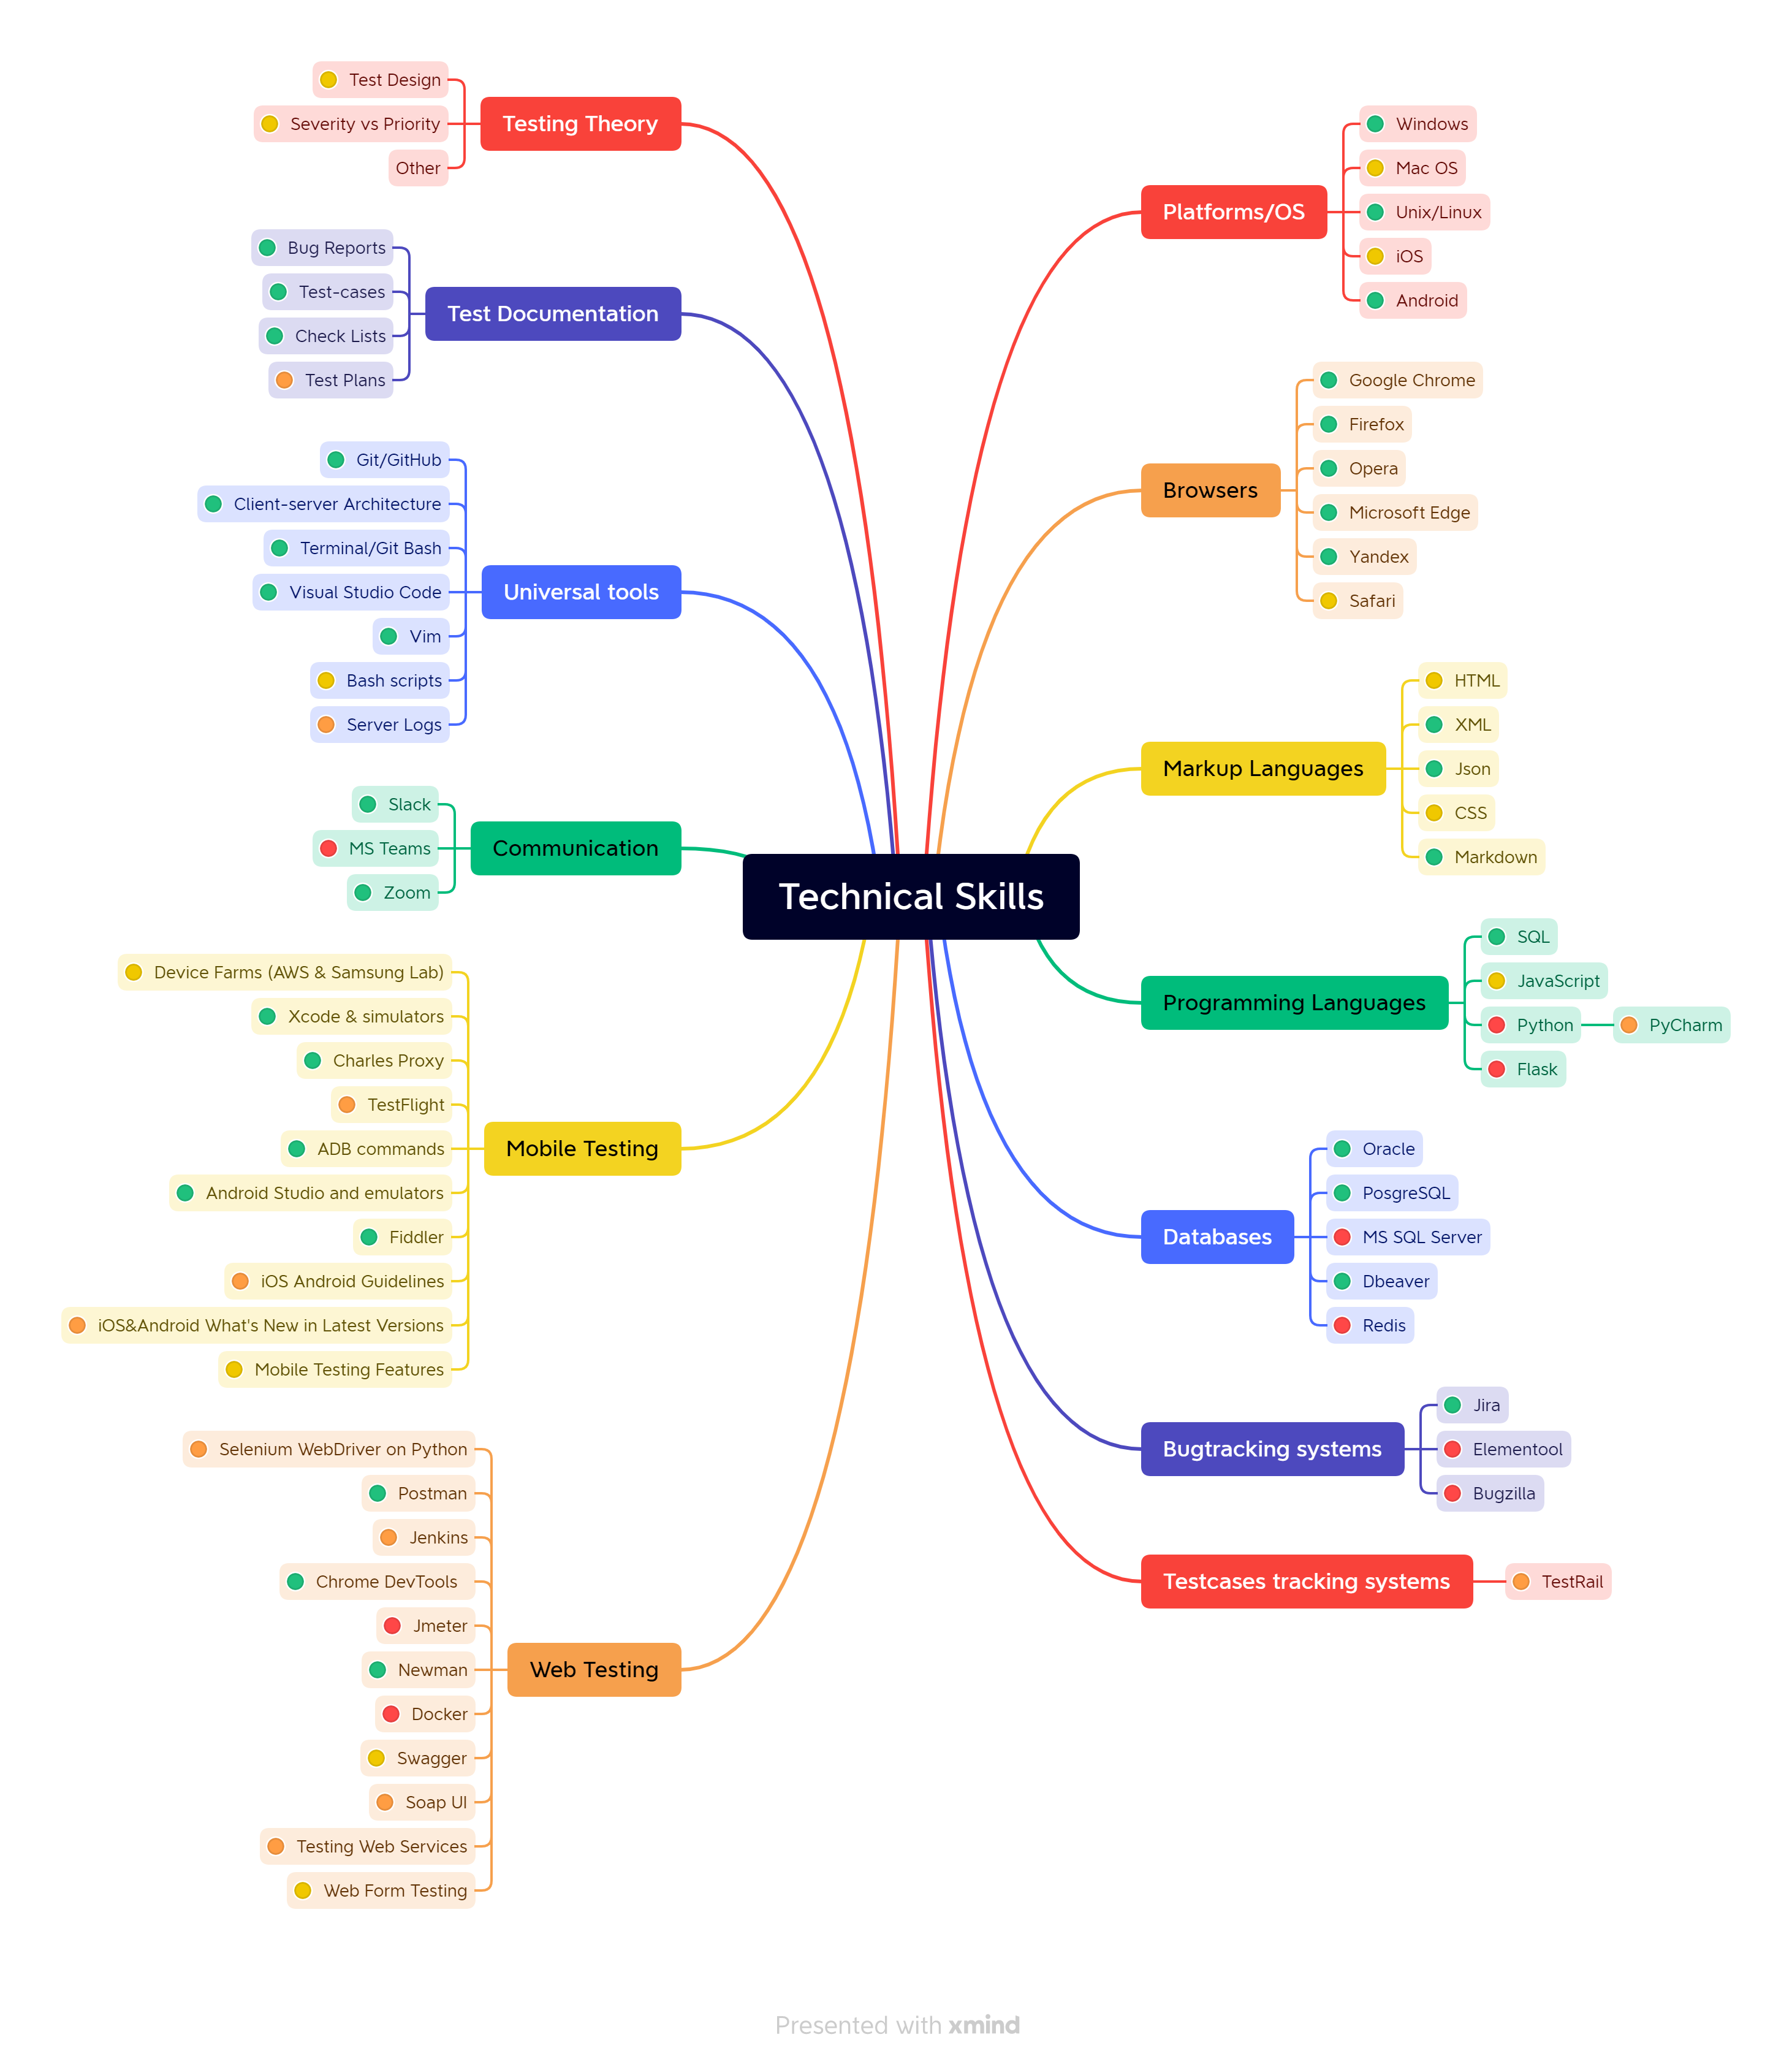 Technical Skills
Testing Theory
Test Design
Severity vs Priority
Other
Test Documentation
Bug Reports
Test-cases
Check Lists
Test Plans
Universal tools
Git/GitHub
Client-server Architecture
Terminal/Git Bash
Visual Studio Code
Vim
Bash scripts
Server Logs
Communication
Slack
MS Teams
Zoom
Mobile Testing
Device Farms (AWS & Samsung Lab)
Xcode & simulators
Charles Proxy
TestFlight
ADB commands
Android Studio and emulators
Fiddler
iOS Android Guidelines
iOS&Android What's New in Latest Versions
Mobile Testing Features
Web Testing
Selenium WebDriver on Python
Postman
Jenkins
Chrome DevTools
Jmeter
Newman
Docker
Swagger
Soap UI
Testing Web Services
Web Form Testing
Platforms/OS
Windows
Mac OS
Unix/Linux
iOS
Android
Browsers
Google Chrome
Firefox
Opera
Microsoft Edge
Yandex
Safari
Markup Languages
HTML
XML
Json
CSS
Markdown
Programming Languages
SQL
JavaScript
Python
PyCharm
Flask
Databases
Oracle
PosgreSQL
MS SQL Server
Dbeaver
Redis
Bugtracking systems
Jira
Elementool
Bugzilla
Testcases tracking systems
TestRail
Presented with xmind